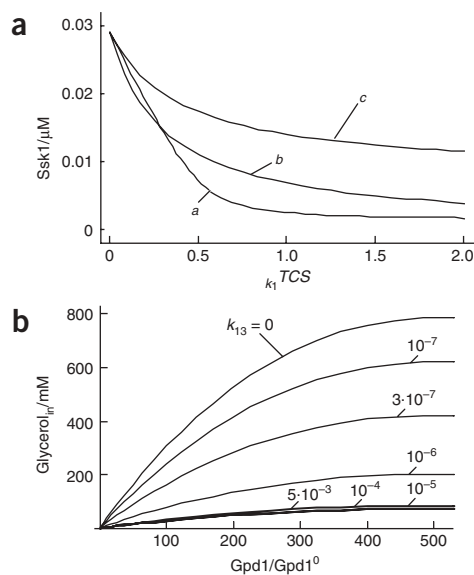 a
0.03
0.02
0.01
0
Ssk1/µM
c
b
a
0 0.5 1.0 1.5 2.0
k₁TCS
b
800
600
400
200
Glycerolᵢₙ/mM
k₁₃ = 0
10⁻⁷
3·10⁻⁷
10⁻⁶
5·10⁻³ 10⁻⁴ 10⁻⁵
100 200 300 400 500
Gpd1/Gpd1⁰